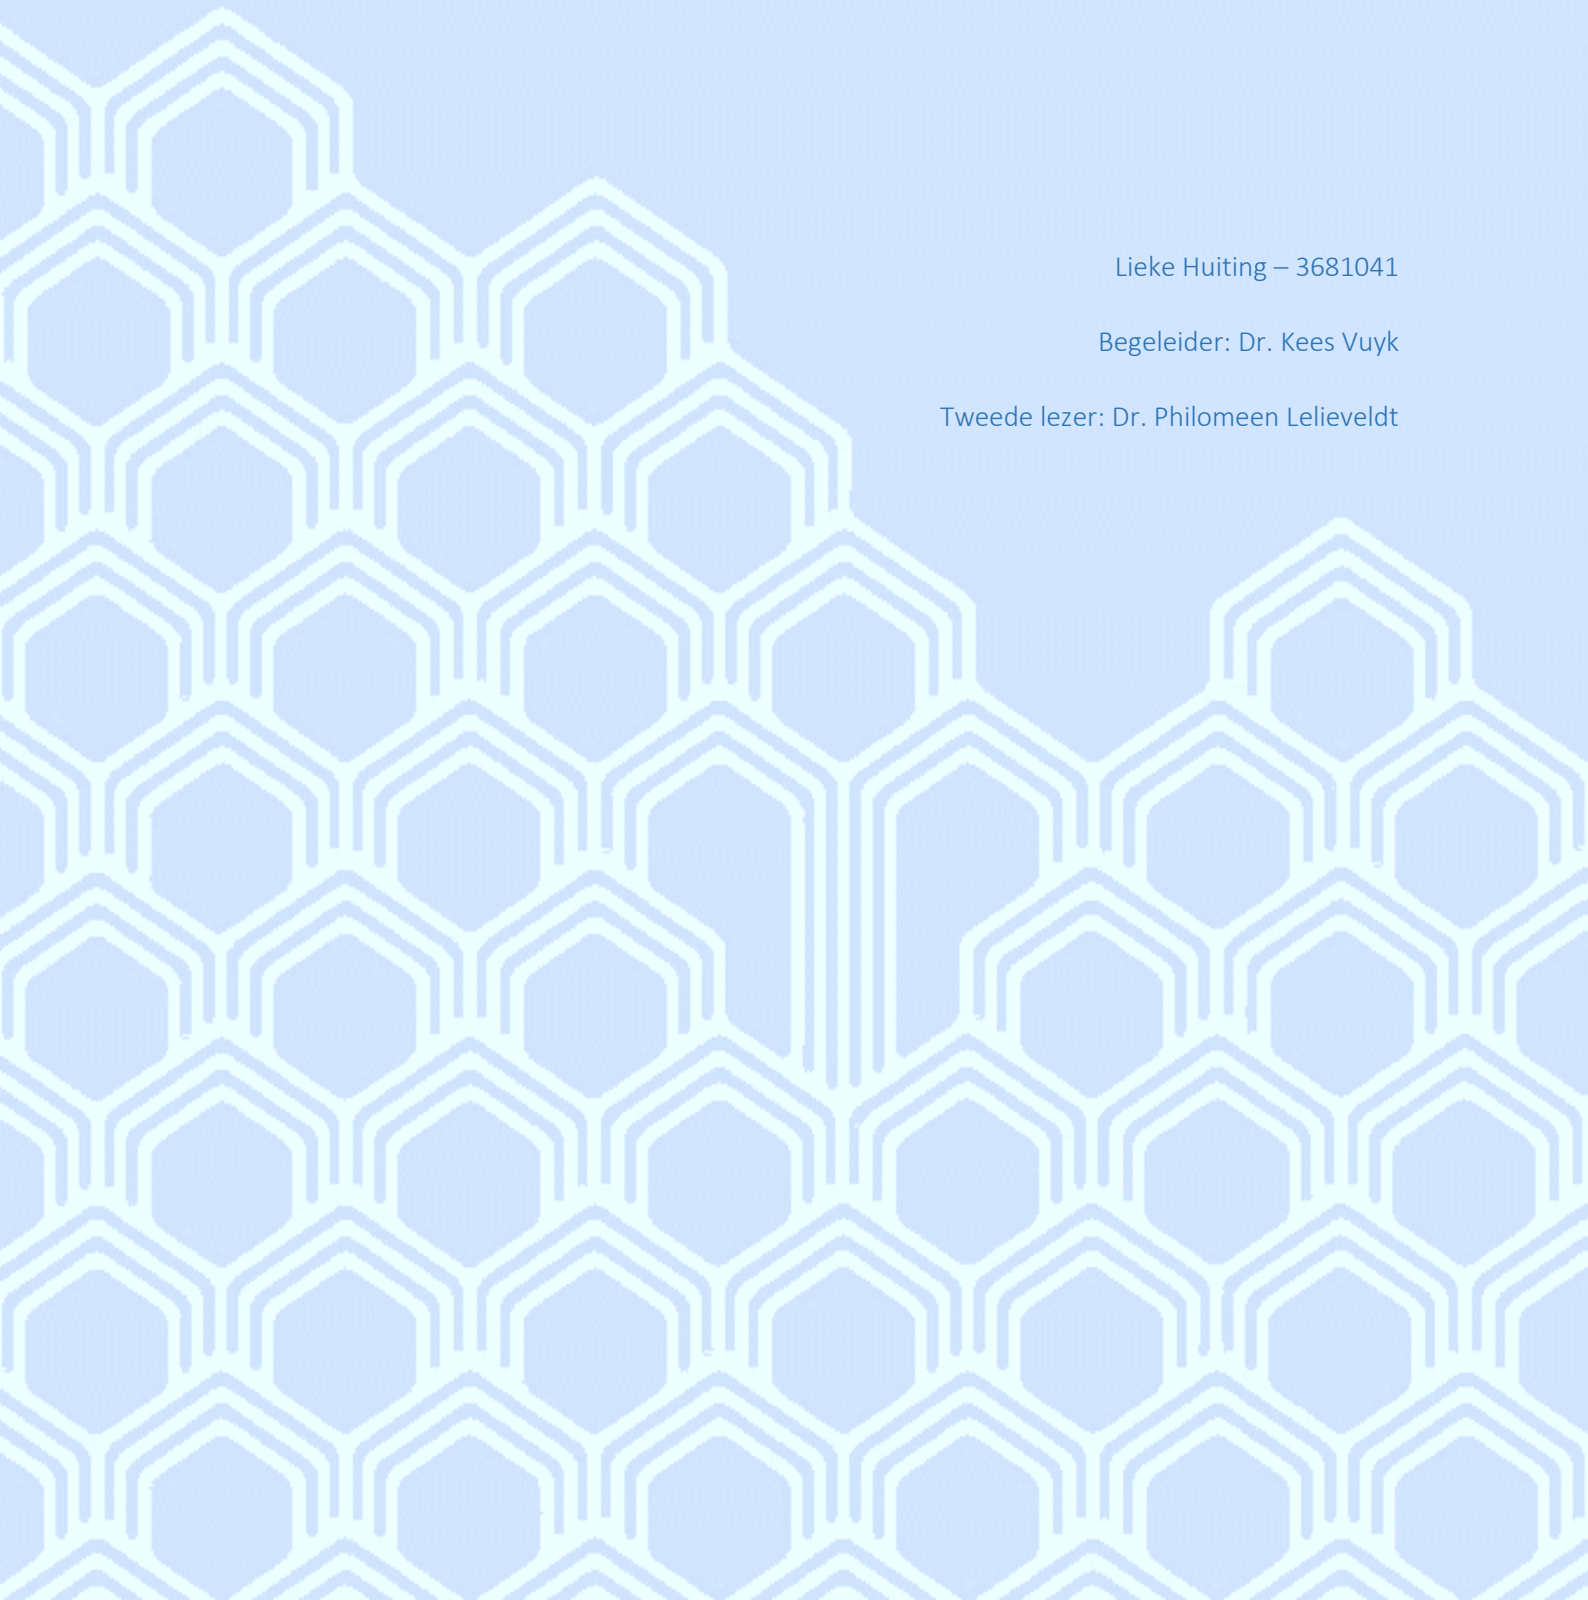 Lieke Huiting – 3681041
Begeleider: Dr. Kees Vuyk
Tweede lezer: Dr. Philomeen Lelieveldt